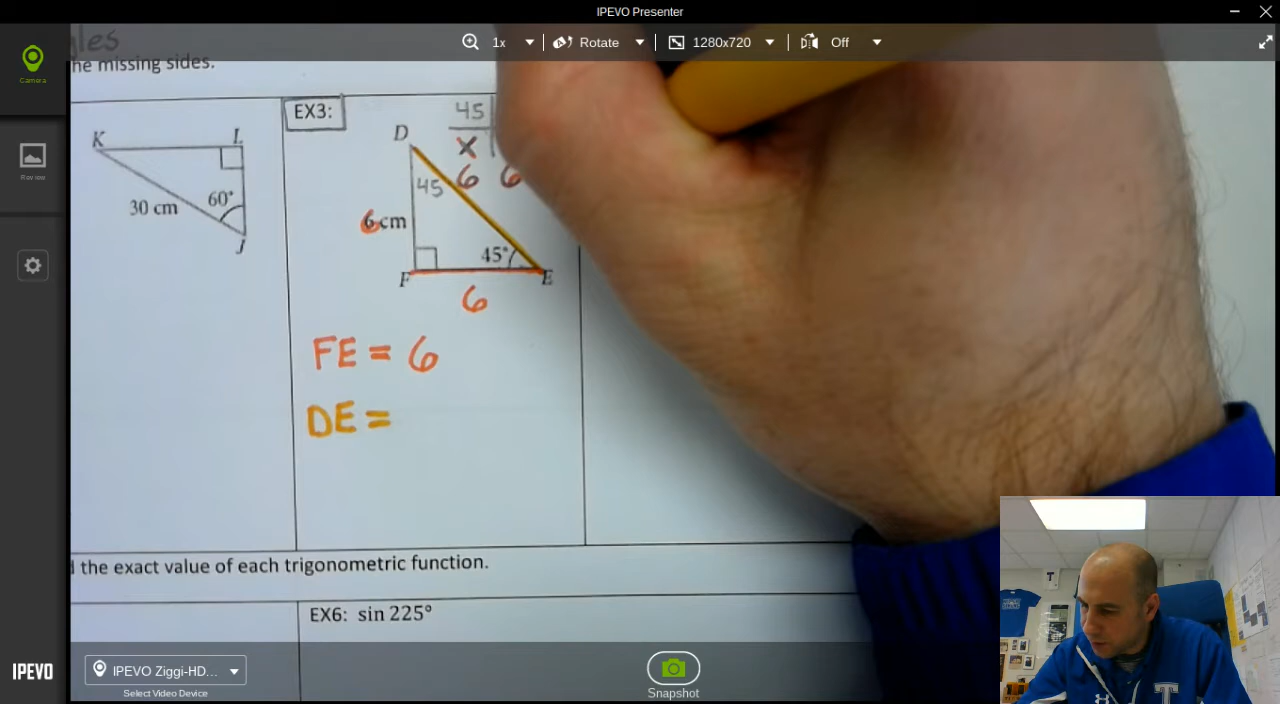 IPEVO Presenter
1x Rotate 1280x720 Off
Camera
Review
he missing sides.
EX3:
45
x
6 6
K L
30 cm 60°
J
D
45
6 cm
45°
F E
6
FE = 6
DE =
the exact value of each trigonometric function.
EX6: sin 225°
IPEVO
IPEVO Ziggi-HD...
Select Video Device
Snapshot
T